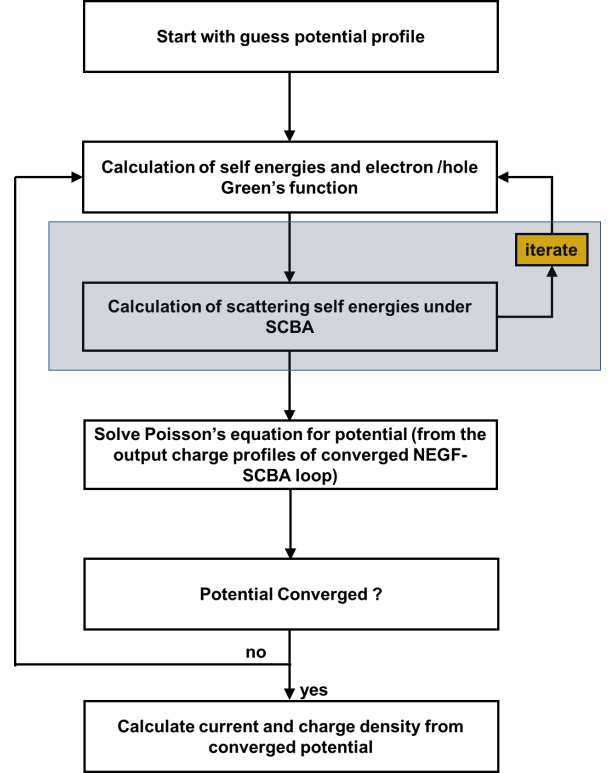 Start with guess potential profile
Calculation of self energies and electron /hole
Green's function
iterate
Calculation of scattering self energies under
SCBA
Solve Poisson's equation for potential (from the
output charge profiles of converged NEGF-
SCBA loop)
Potential Converged ?
no
yes
Calculate current and charge density from
converged potential